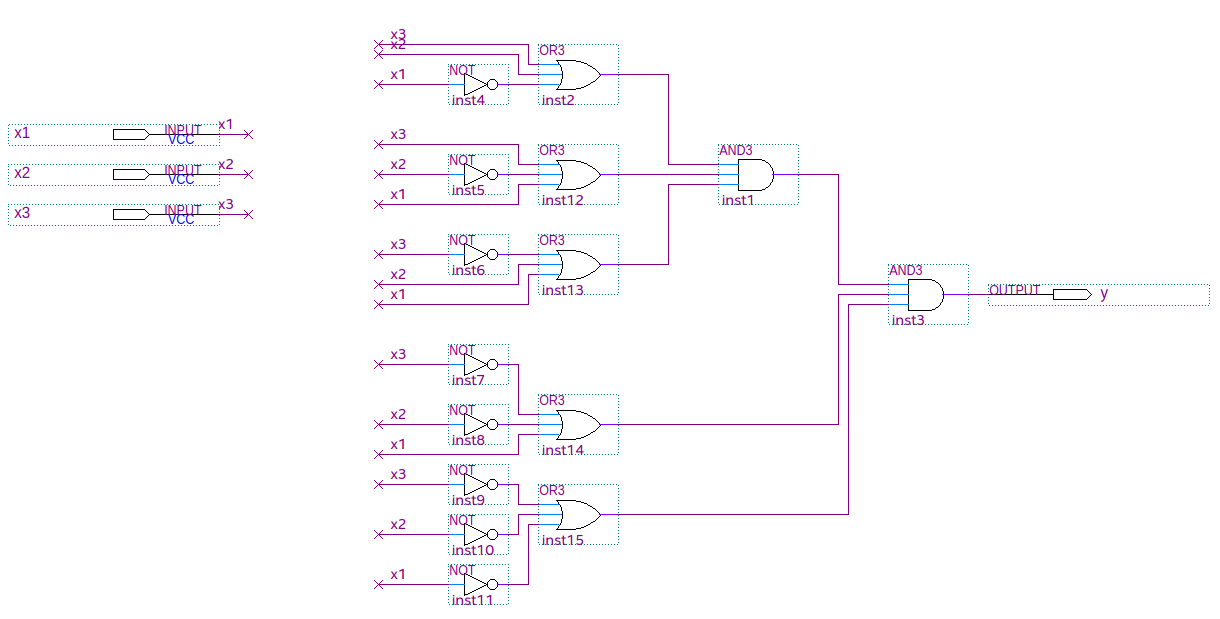 x1
INPUT
VCC
x1
x2
INPUT
VCC
x2
x3
INPUT
VCC
x3
x3
x2
x1
NOT
inst4
OR3
inst2
x3
x2
x1
NOT
inst5
OR3
inst12
x3
x2
x1
NOT
inst6
OR3
inst13
AND3
inst1
x3
NOT
inst7
x2
NOT
inst8
x1
OR3
inst14
x3
NOT
inst9
x2
NOT
inst10
x1
NOT
inst11
OR3
inst15
AND3
inst3
OUTPUT
y